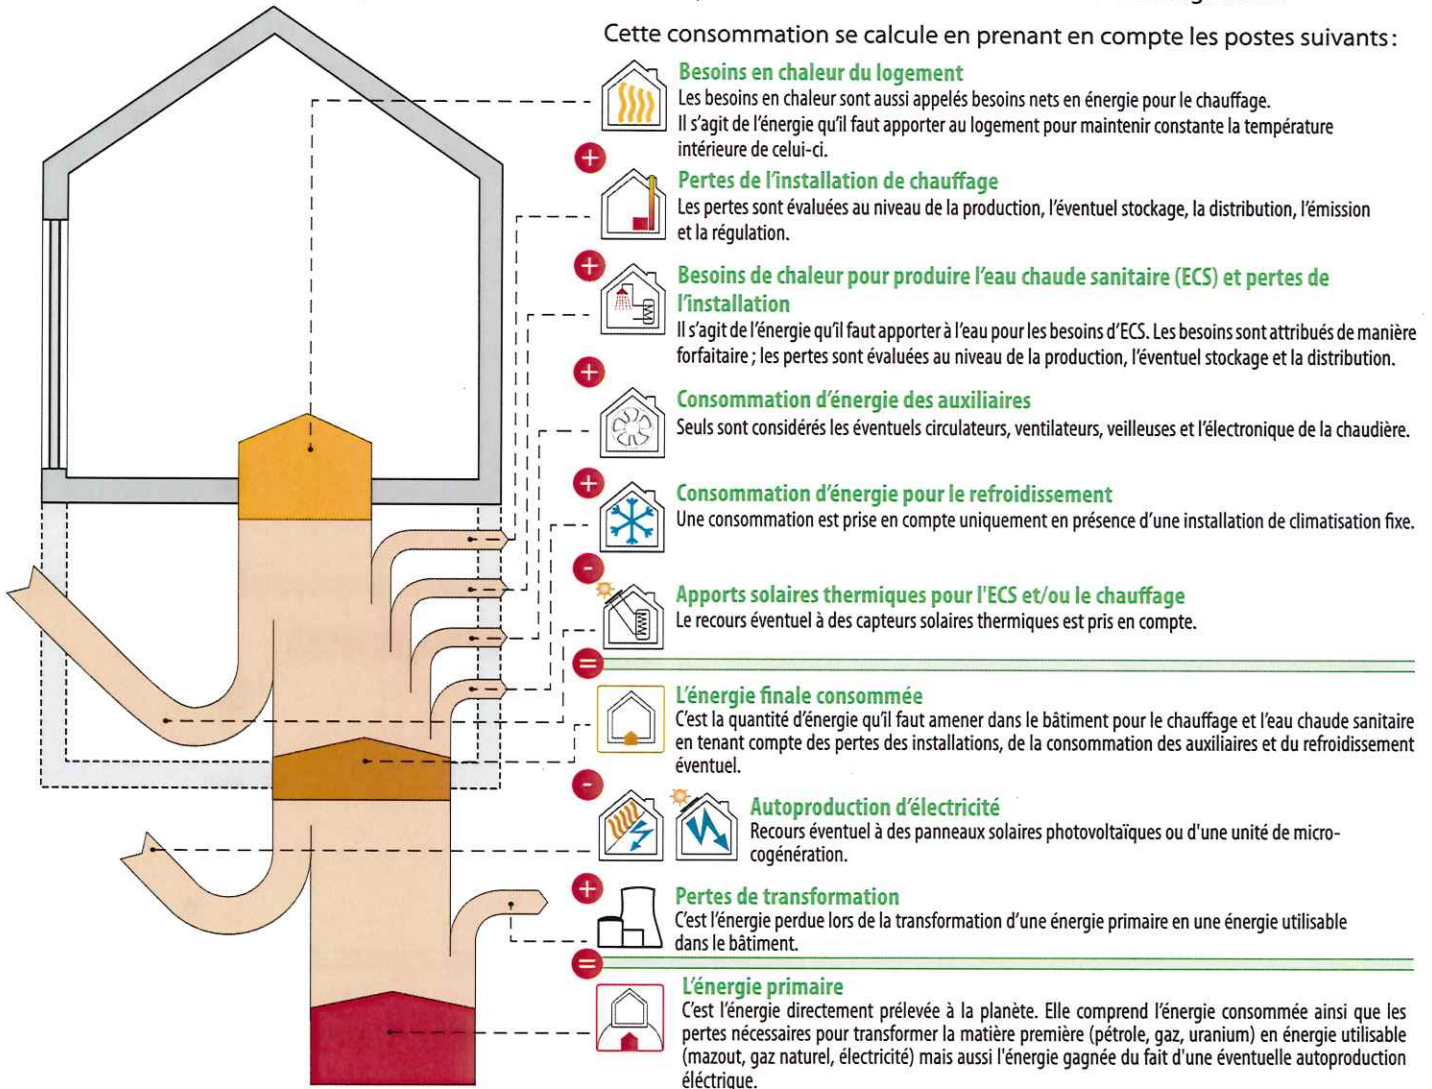 Cette consommation se calcule en prenant en compte les postes suivants :
Besoins en chaleur du logement
Les besoins en chaleur sont aussi appelés besoins nets en énergie pour le chauffage.
Il s'agit de l'énergie qu'il faut apporter au logement pour maintenir constante la température
intérieure de celui-ci.
+
Pertes de l'installation de chauffage
Les pertes sont évaluées au niveau de la production, l'éventuel stockage, la distribution, l'émission
et la régulation.
+
Besoins de chaleur pour produire l'eau chaude sanitaire (ECS) et pertes de
l'installation
Il s'agit de l'énergie qu'il faut apporter à l'eau pour les besoins d'ECS. Les besoins sont attribués de manière
forfaitaire ; les pertes sont évaluées au niveau de la production, l'éventuel stockage et la distribution.
+
Consommation d'énergie des auxiliaires
Seuls sont considérés les éventuels circulateurs, ventilateurs, veilleuses et l'électronique de la chaudière.
+
Consommation d'énergie pour le refroidissement
Une consommation est prise en compte uniquement en présence d'une installation de climatisation fixe.
-
Apports solaires thermiques pour l'ECS et/ou le chauffage
Le recours éventuel à des capteurs solaires thermiques est pris en compte.
=
L'énergie finale consommée
C'est la quantité d'énergie qu'il faut amener dans le bâtiment pour le chauffage et l'eau chaude sanitaire
en tenant compte des pertes des installations, de la consommation des auxiliaires et du refroidissement
éventuel.
-
Autoproduction d'électricité
Recours éventuel à des panneaux solaires photovoltaïques ou d'une unité de micro-
cogénération.
+
Pertes de transformation
C'est l'énergie perdue lors de la transformation d'une énergie primaire en une énergie utilisable
dans le bâtiment.
=
L'énergie primaire
C'est l'énergie directement prélevée à la planète. Elle comprend l'énergie consommée ainsi que les
pertes nécessaires pour transformer la matière première (pétrole, gaz, uranium) en énergie utilisable
(mazout, gaz naturel, électricité) mais aussi l'énergie gagnée du fait d'une éventuelle autoproduction
éléctrique.